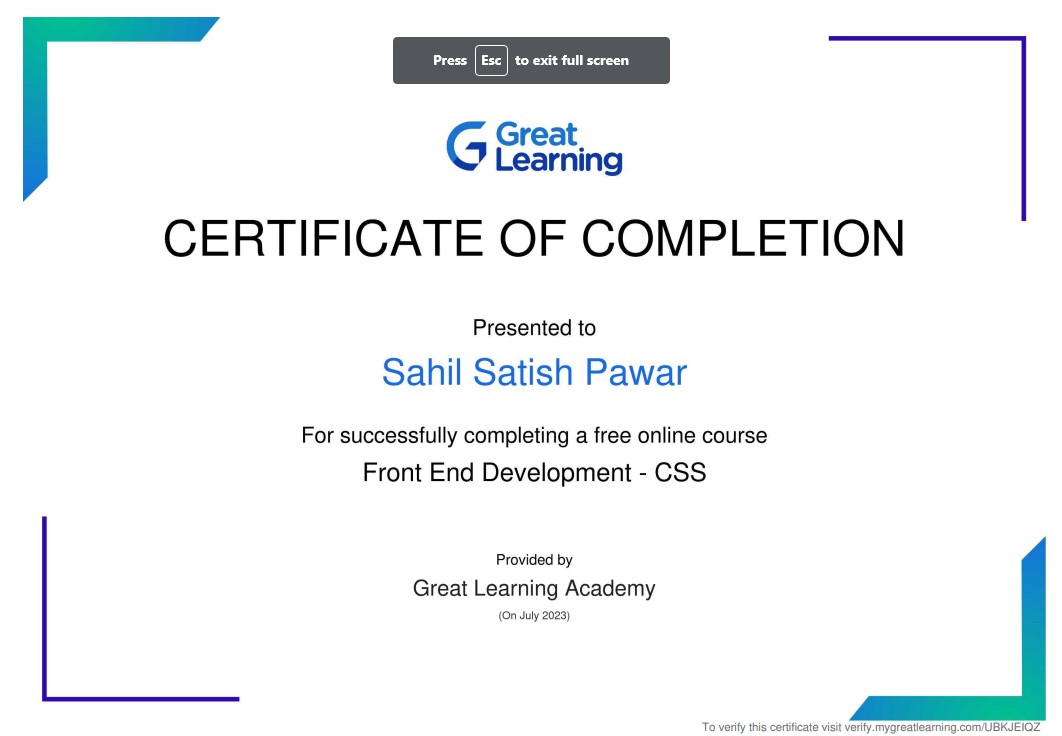 Press Esc to exit full screen
Great
Learning
CERTIFICATE OF COMPLETION
Presented to
Sahil Satish Pawar
For successfully completing a free online course
Front End Development - CSS
Provided by
Great Learning Academy
(On July 2023)
To verify this certificate visit verify.mygreatlearning.com/UBKJEIQZ